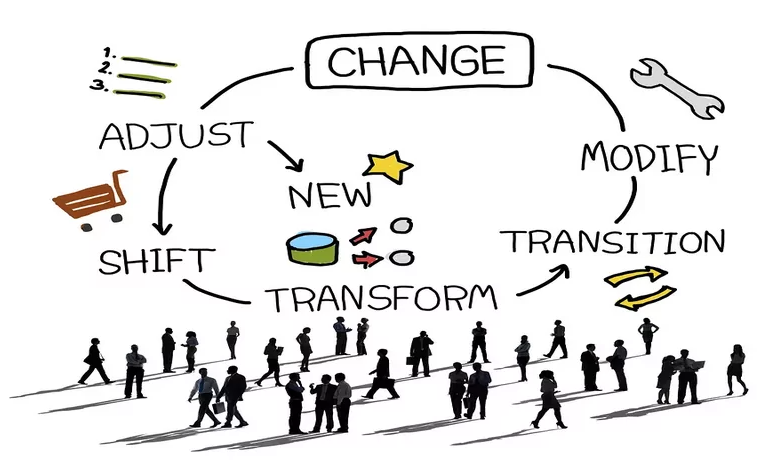 CHANGE
1.
2.
3.
ADJUST
MODIFY
NEW
TRANSITION
SHIFT
TRANSFORM